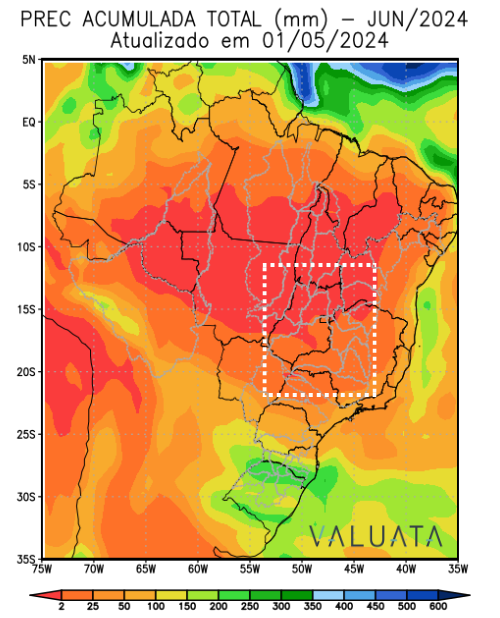 PREC ACUMULADA TOTAL (mm) – JUN/2024
Atualizado em 01/05/2024
5N
EQ
5S
10S
15S
20S
25S
30S
35S
75W 70W 65W 60W 55W 50W 45W 40W 35W
VALUATA
2 25 50 100 150 200 250 300 350 400 450 500 600